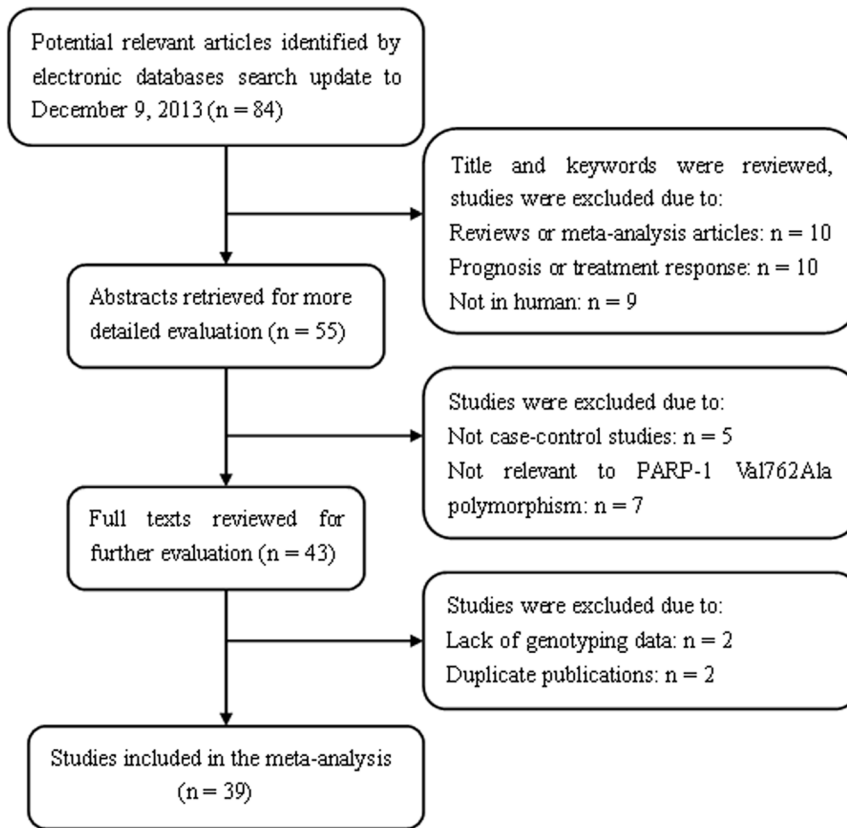 Potential relevant articles identified by
electronic databases search update to
December 9, 2013 (n = 84)
Title and keywords were reviewed,
studies were excluded due to:
Reviews or meta-analysis articles: n = 10
Prognosis or treatment response: n = 10
Not in human: n = 9
Abstracts retrieved for more
detailed evaluation (n = 55)
Studies were excluded due to:
Not case-control studies: n = 5
Not relevant to PARP-1 Val762Ala
polymorphism: n = 7
Full texts reviewed for
further evaluation (n = 43)
Studies were excluded due to:
Lack of genotyping data: n = 2
Duplicate publications: n = 2
Studies included in the meta-analysis
(n = 39)